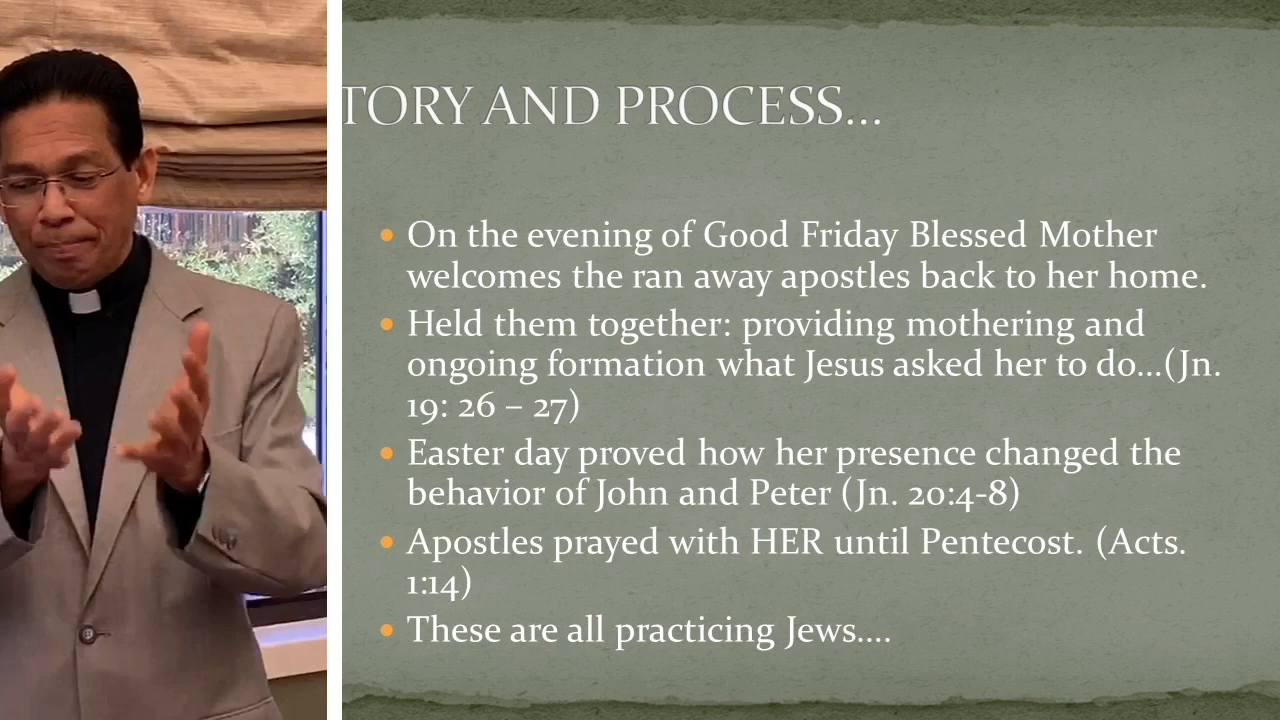 TORY AND PROCESS...
• On the evening of Good Friday Blessed Mother
welcomes the ran away apostles back to her home.
• Held them together: providing mothering and
ongoing formation what Jesus asked her to do...(Jn.
19: 26 – 27)
• Easter day proved how her presence changed the
behavior of John and Peter (Jn. 20:4-8)
• Apostles prayed with HER until Pentecost. (Acts.
1:14)
• These are all practicing Jews....